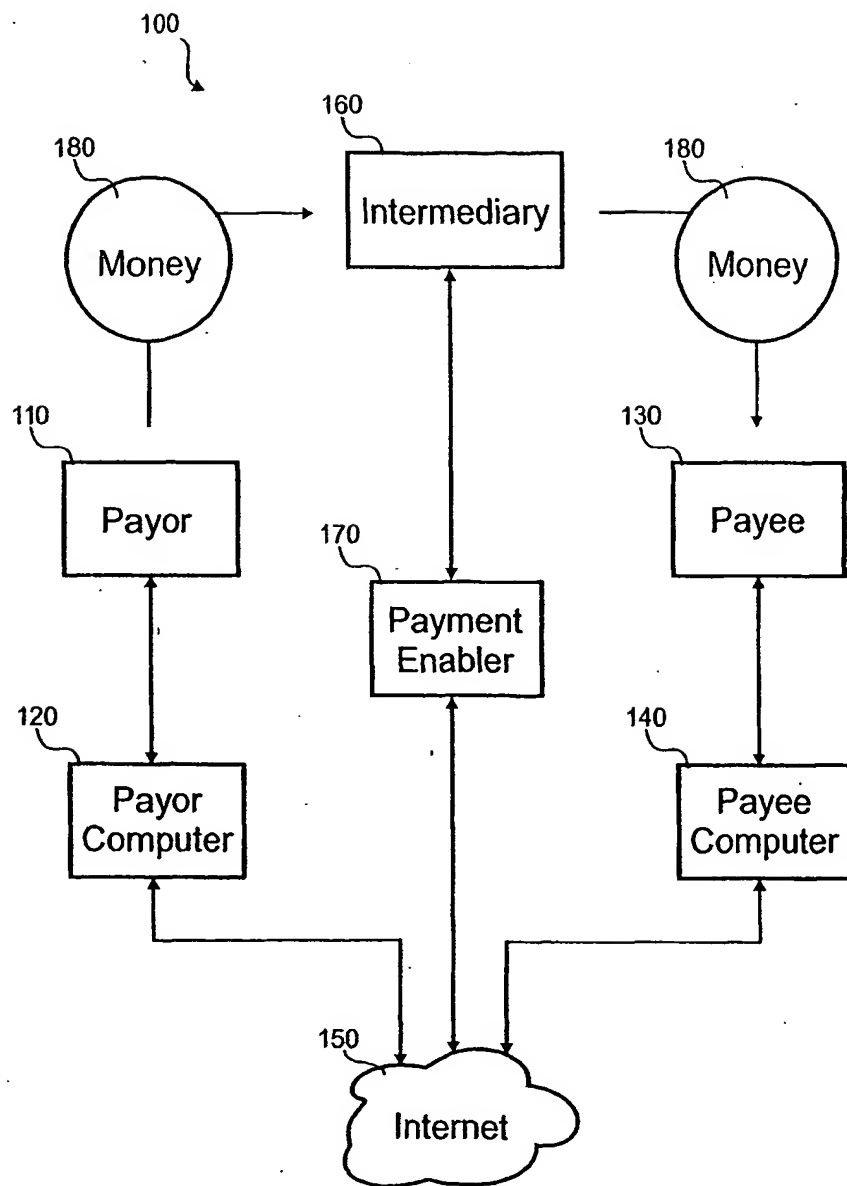 100
160
180
180
Intermediary
Money
Money
110
130
Payor
Payee
170
Payment
Enabler
120
140
Payor
Computer
Payee
Computer
150
Internet